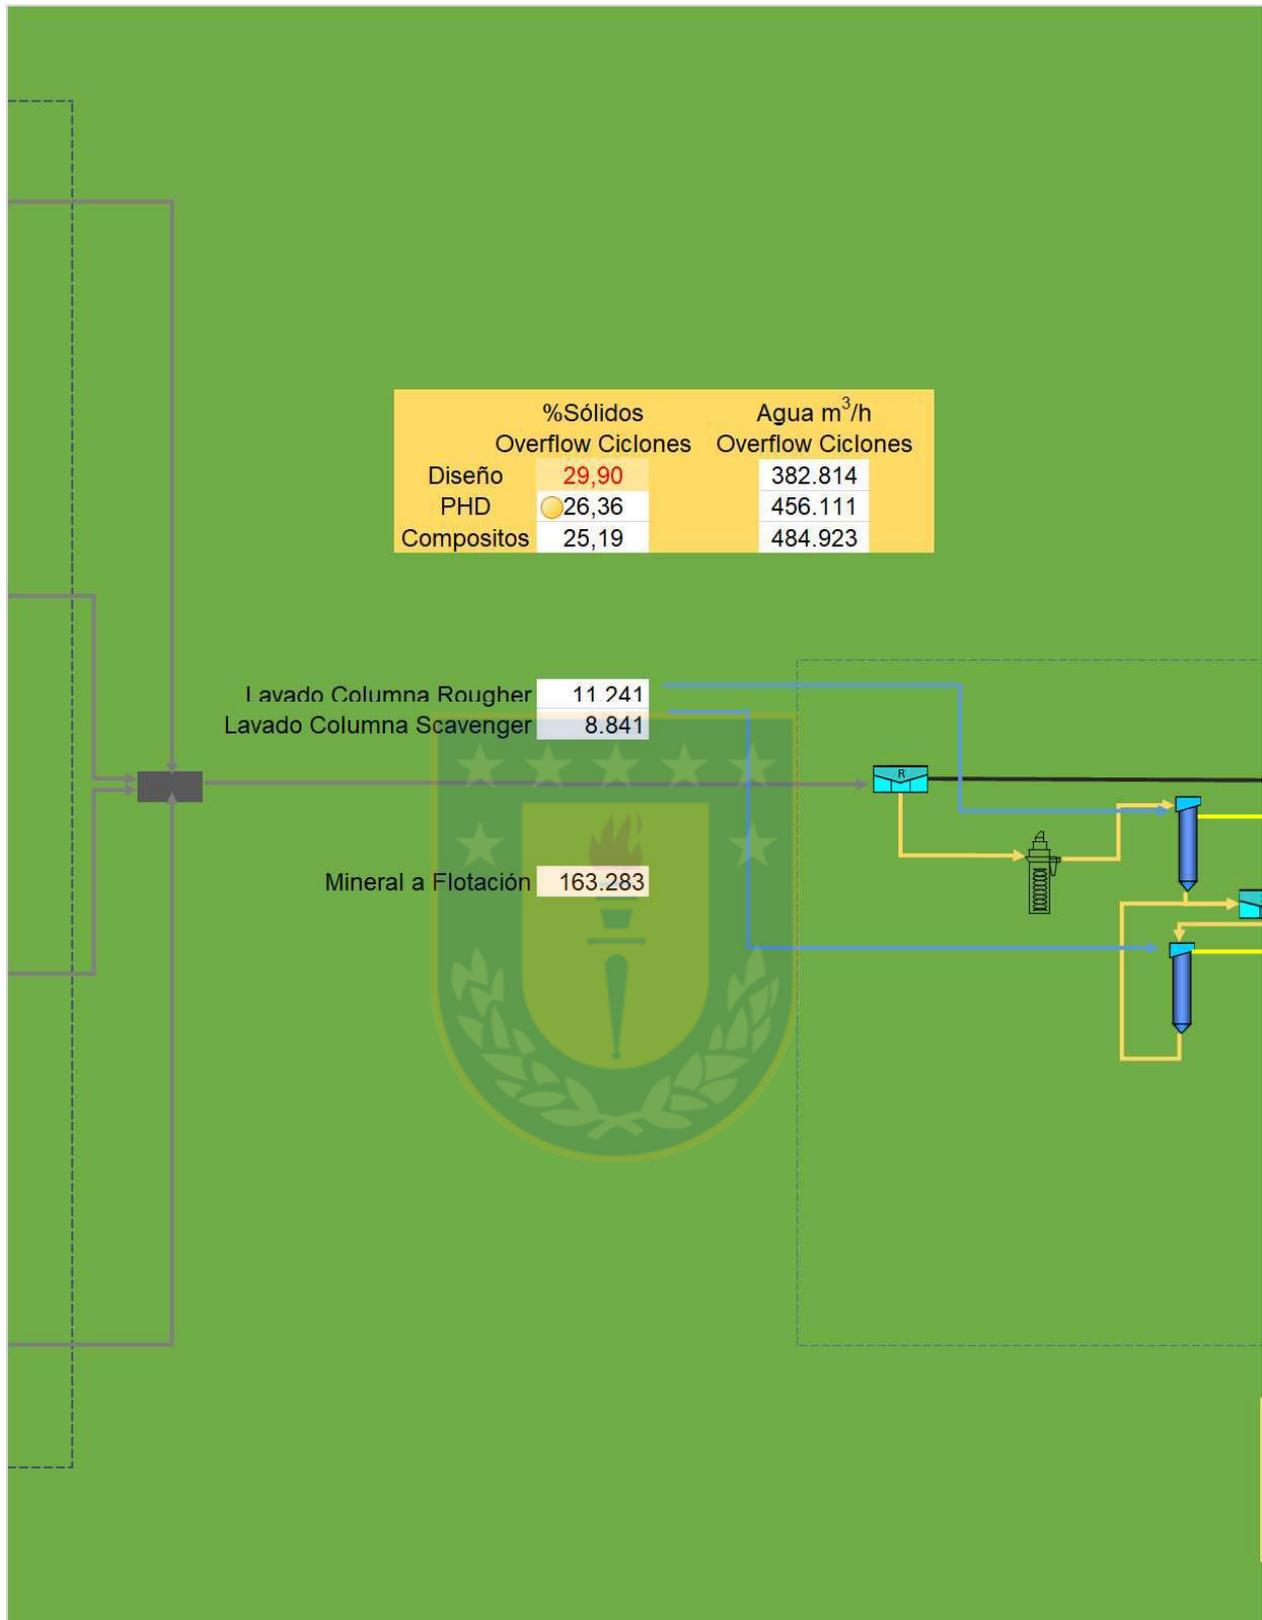 %Sólidos Agua m³/h
Overflow Ciclones Overflow Ciclones
Diseño 29,90 382.814
PHD 26,36 456.111
Compositos 25,19 484.923
Lavado Columna Rougher 11.241
Lavado Columna Scavenger 8.841
R
Mineral a Flotación 163.283